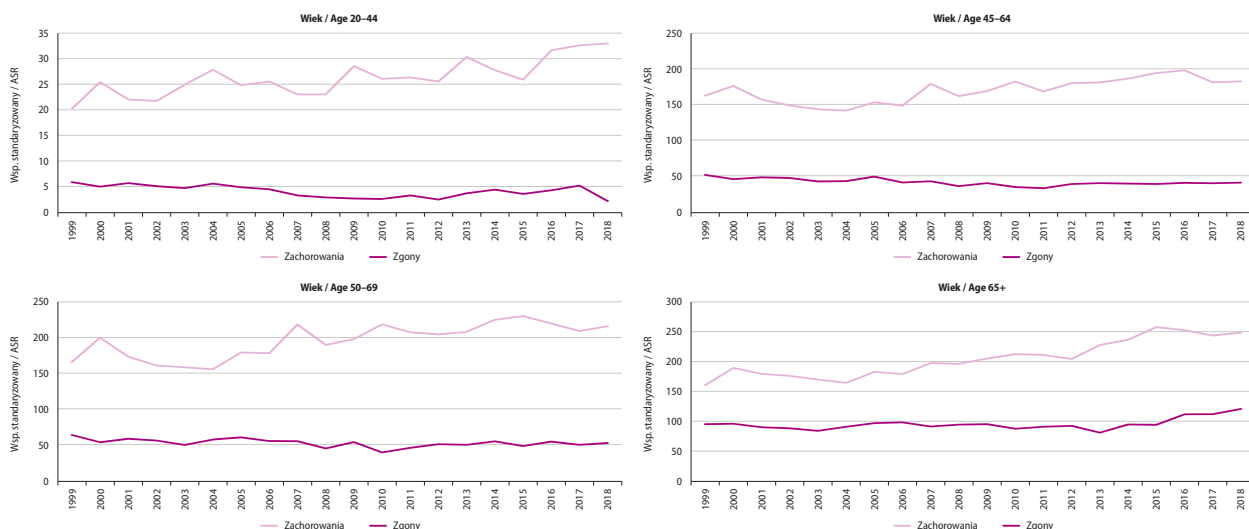 Wiek / Age 20–44
Wsp. standaryzowany / ASR
35
30
25
20
15
10
5
0
1999 2000 2001 2002 2003 2004 2005 2006 2007 2008 2009 2010 2011 2012 2013 2014 2015 2016 2017 2018
Zachorowania Zgony
Wiek / Age 45–64
Wsp. standaryzowany / ASR
250
200
150
100
50
0
1999 2000 2001 2002 2003 2004 2005 2006 2007 2008 2009 2010 2011 2012 2013 2014 2015 2016 2017 2018
Zachorowania Zgony
Wiek / Age 50–69
Wsp. standaryzowany / ASR
250
200
150
100
50
0
1999 2000 2001 2002 2003 2004 2005 2006 2007 2008 2009 2010 2011 2012 2013 2014 2015 2016 2017 2018
Zachorowania Zgony
Wiek / Age 65+
Wsp. standaryzowany / ASR
300
250
200
150
100
50
0
1999 2000 2001 2002 2003 2004 2005 2006 2007 2008 2009 2010 2011 2012 2013 2014 2015 2016 2017 2018
Zachorowania Zgony